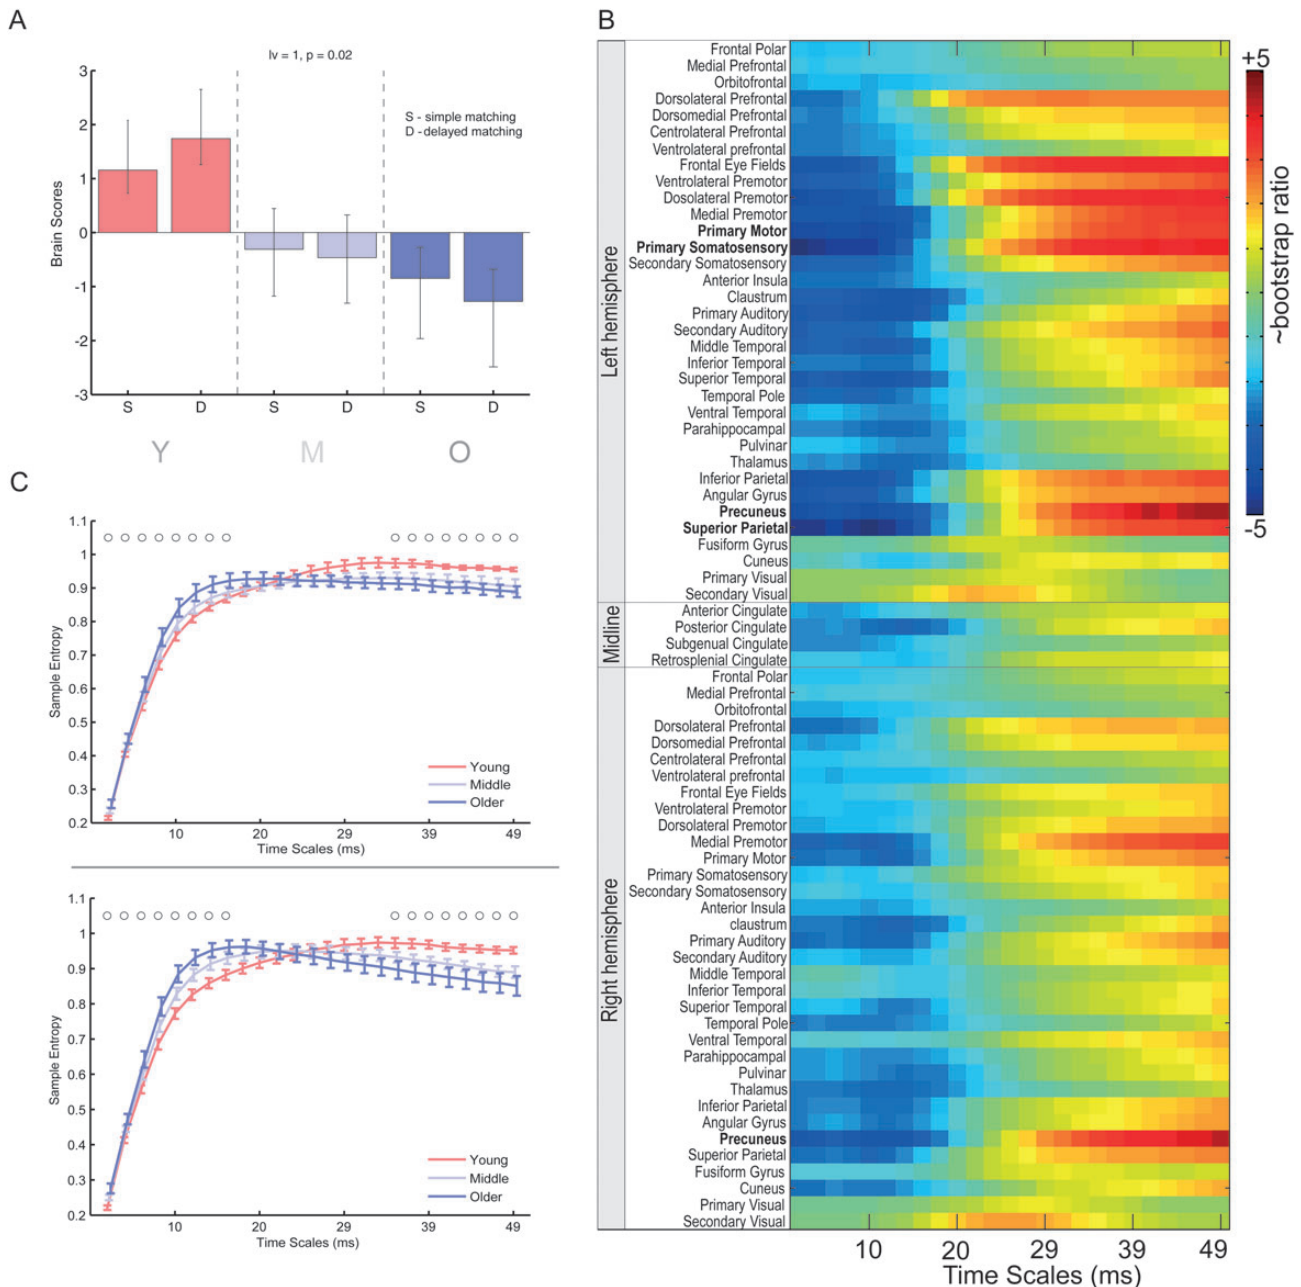 A
lv = 1, p = 0.02
3
2
1
0
-1
-2
-3
Brain Scores
S - simple matching
D - delayed matching
S D S D S D
Y M O
B
Left hemisphere
Frontal Polar
Medial Prefrontal
Orbitofrontal
Dorsolateral Prefrontal
Dorsomedial Prefrontal
Centrolateral Prefrontal
Ventrolateral prefrontal
Frontal Eye Fields
Ventrolateral Premotor
Dosolateral Premotor
Medial Premotor
Primary Motor
Primary Somatosensory
Secondary Somatosensory
Anterior Insula
Claustrum
Primary Auditory
Secondary Auditory
Middle Temporal
Inferior Temporal
Superior Temporal
Temporal Pole
Ventral Temporal
Parahippocampal
Pulvinar
Thalamus
Inferior Parietal
Angular Gyrus
Precuneus
Superior Parietal
Fusiform Gyrus
Cuneus
Primary Visual
Secondary Visual
Midline
Anterior Cingulate
Posterior Cingulate
Subgenual Cingulate
Retrosplenial Cingulate
Right hemisphere
Frontal Polar
Medial Prefrontal
Orbitofrontal
Dorsolateral Prefrontal
Dorsomedial Prefrontal
Centrolateral Prefrontal
Ventrolateral prefrontal
Frontal Eye Fields
Ventrolateral Premotor
Dorsolateral Premotor
Medial Premotor
Primary Motor
Primary Somatosensory
Secondary Somatosensory
Anterior Insula
claustrum
Primary Auditory
Secondary Auditory
Middle Temporal
Inferior Temporal
Superior Temporal
Temporal Pole
Ventral Temporal
Parahippocampal
Pulvinar
Thalamus
Inferior Parietal
Angular Gyrus
Precuneus
Superior Parietal
Fusiform Gyrus
Cuneus
Primary Visual
Secondary Visual
10 20 29 39 49
Time Scales (ms)
+5
~bootstrap ratio
-5
C
1.1
1
0.9
0.8
0.7
0.6
0.5
0.4
0.3
0.2
Sample Entropy
Young
Middle
Older
10 20 29 39 49
Time Scales (ms)
1.1
1
0.9
0.8
0.7
0.6
0.5
0.4
0.3
0.2
Sample Entropy
Young
Middle
Older
10 20 29 39 49
Time Scales (ms)